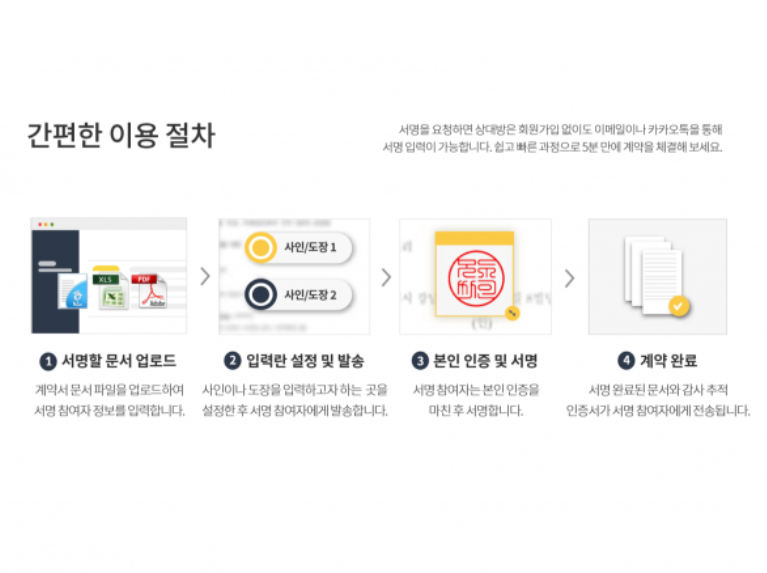 간편한 이용 절차
서명을 요청하면 상대방은 회원가입 없이도 이메일이나 카카오톡을 통해
서명 입력이 가능합니다. 쉽고 빠른 과정으로 5분 만에 계약을 체결해 보세요.
XLS
PDF
Adobe
사인/도장 1
사인/도장 2
(인)
1 서명할 문서 업로드
계약서 문서 파일을 업로드하여
서명 참여자 정보를 입력합니다.
2 입력란 설정 및 발송
사인이나 도장을 입력하고자 하는 곳을
설정한 후 서명 참여자에게 발송합니다.
3 본인 인증 및 서명
서명 참여자는 본인 인증을
마친 후 서명합니다.
4 계약 완료
서명 완료된 문서와 감사 추적
인증서가 서명 참여자에게 전송됩니다.